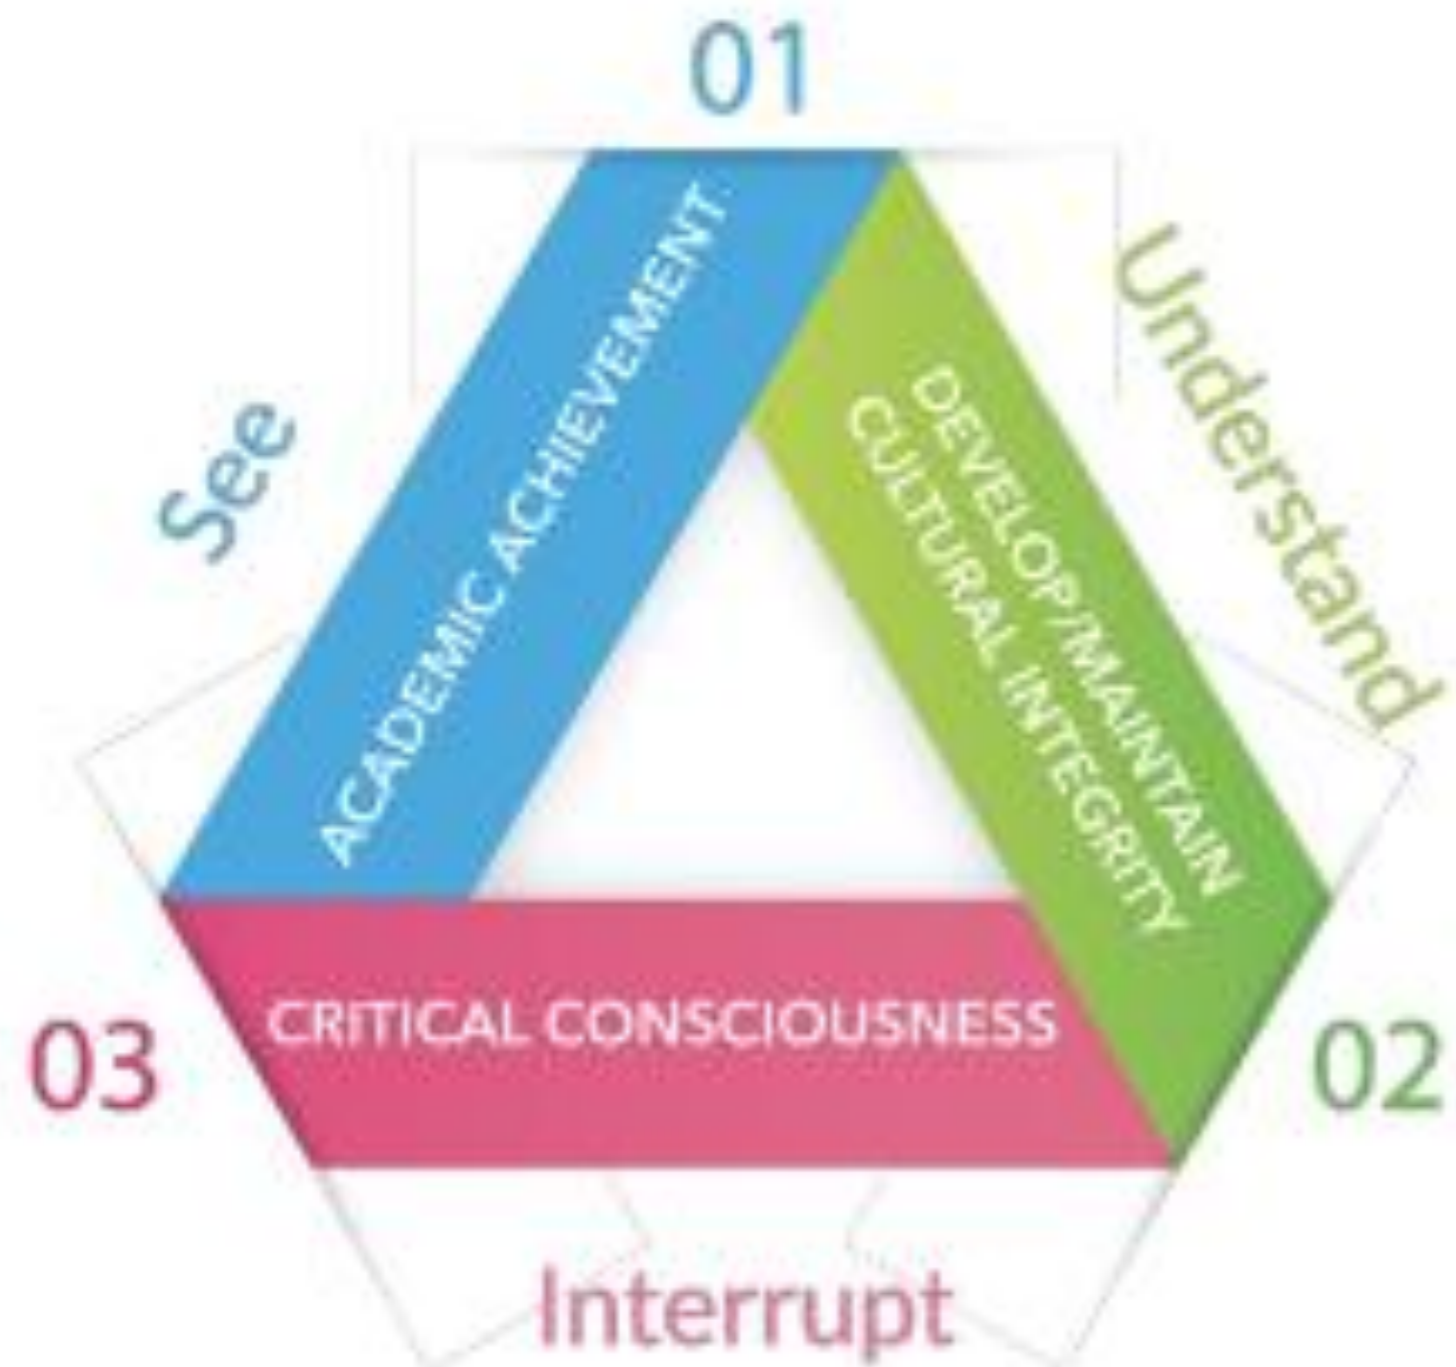 01
See
ACADEMIC ACHIEVEMENT
Understand
DEVELOP/MAINTAIN
CULTURAL INTEGRITY
02
03
CRITICAL CONSCIOUSNESS
Interrupt